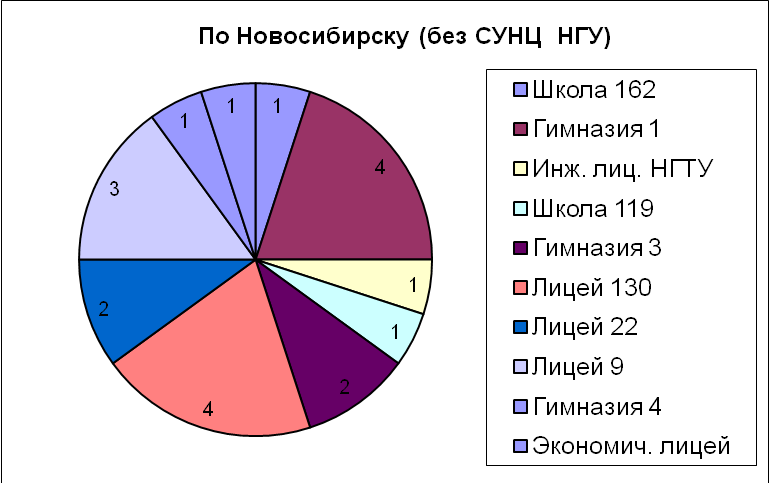 По Новосибирску (без СУНЦ НГУ)
1
4
1
1
2
4
2
3
1
1
Школа 162
Гимназия 1
Инж. лиц. НГТУ
Школа 119
Гимназия 3
Лицей 130
Лицей 22
Лицей 9
Гимназия 4
Экономич. лицей